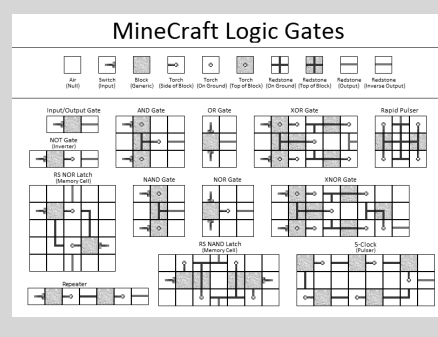 MineCraft Logic Gates
Air
(Null)
Switch
(Input)
Block
(Generic)
Torch
(Side of Block)
Torch
(On Ground)
Torch
(Top of Block)
Redstone
(On Ground)
Redstone
(Top of Block)
Redstone
(Output)
Redstone
(Inverse Output)
Input/Output Gate
AND Gate
OR Gate
XOR Gate
Rapid Pulser
NOT Gate
(Inverter)
RS NOR Latch
(Memory Cell)
NAND Gate
NOR Gate
XNOR Gate
RS NAND Latch
(Memory Cell)
5-Clock
(Pulser)
Repeater